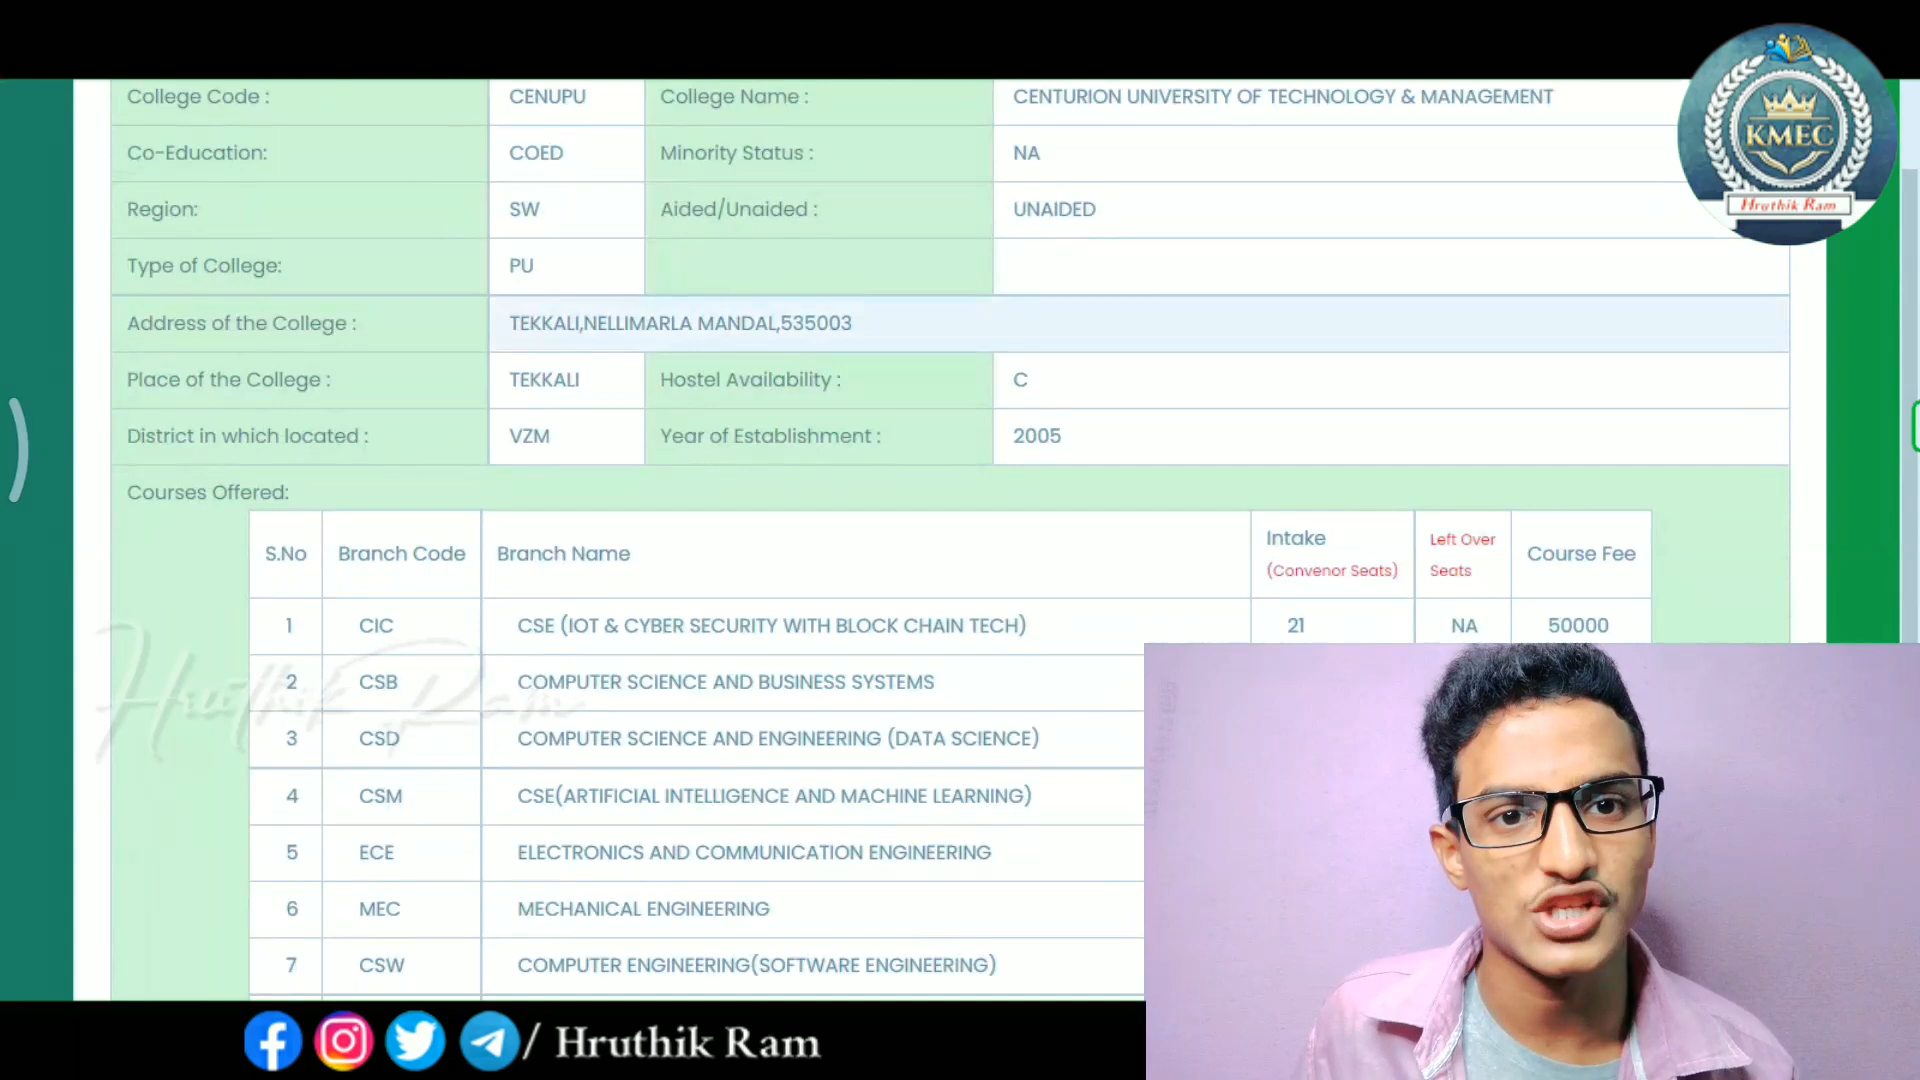 College Code : CENUPU College Name : CENTURION UNIVERSITY OF TECHNOLOGY & MANAGEMENT
Co-Education: COED Minority Status : NA
Region: SW Aided/Unaided : UNAIDED
Type of College: PU
Address of the College : TEKKALI,NELLIMARLA MANDAL,535003
Place of the College : TEKKALI Hostel Availability : C
District in which located : VZM Year of Establishment : 2005
Courses Offered:
S.No Branch Code Branch Name Intake (Convenor Seats) Left Over Seats Course Fee
1 CIC CSE (IOT & CYBER SECURITY WITH BLOCK CHAIN TECH) 21 NA 50000
2 CSB COMPUTER SCIENCE AND BUSINESS SYSTEMS
3 CSD COMPUTER SCIENCE AND ENGINEERING (DATA SCIENCE)
4 CSM CSE(ARTIFICIAL INTELLIGENCE AND MACHINE LEARNING)
5 ECE ELECTRONICS AND COMMUNICATION ENGINEERING
6 MEC MECHANICAL ENGINEERING
7 CSW COMPUTER ENGINEERING(SOFTWARE ENGINEERING)
Hruthik Ram
KMEC
Hruthik Ram
/ Hruthik Ram